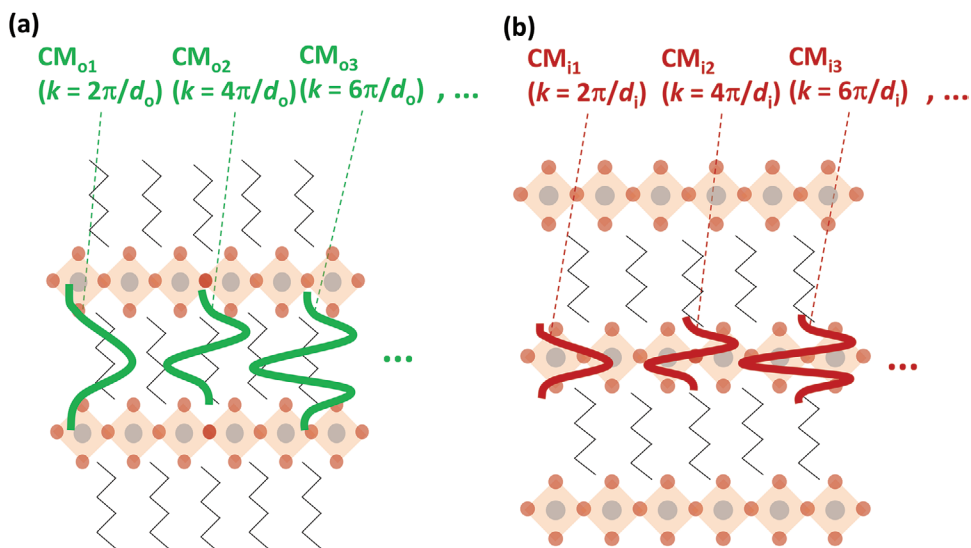 (a)
CMo1 CMo2 CMo3
(k = 2π/do) (k = 4π/do) (k = 6π/do) , ...
...
(b)
CMi1 CMi2 CMi3
(k = 2π/di) (k = 4π/di) (k = 6π/di) , ...
...